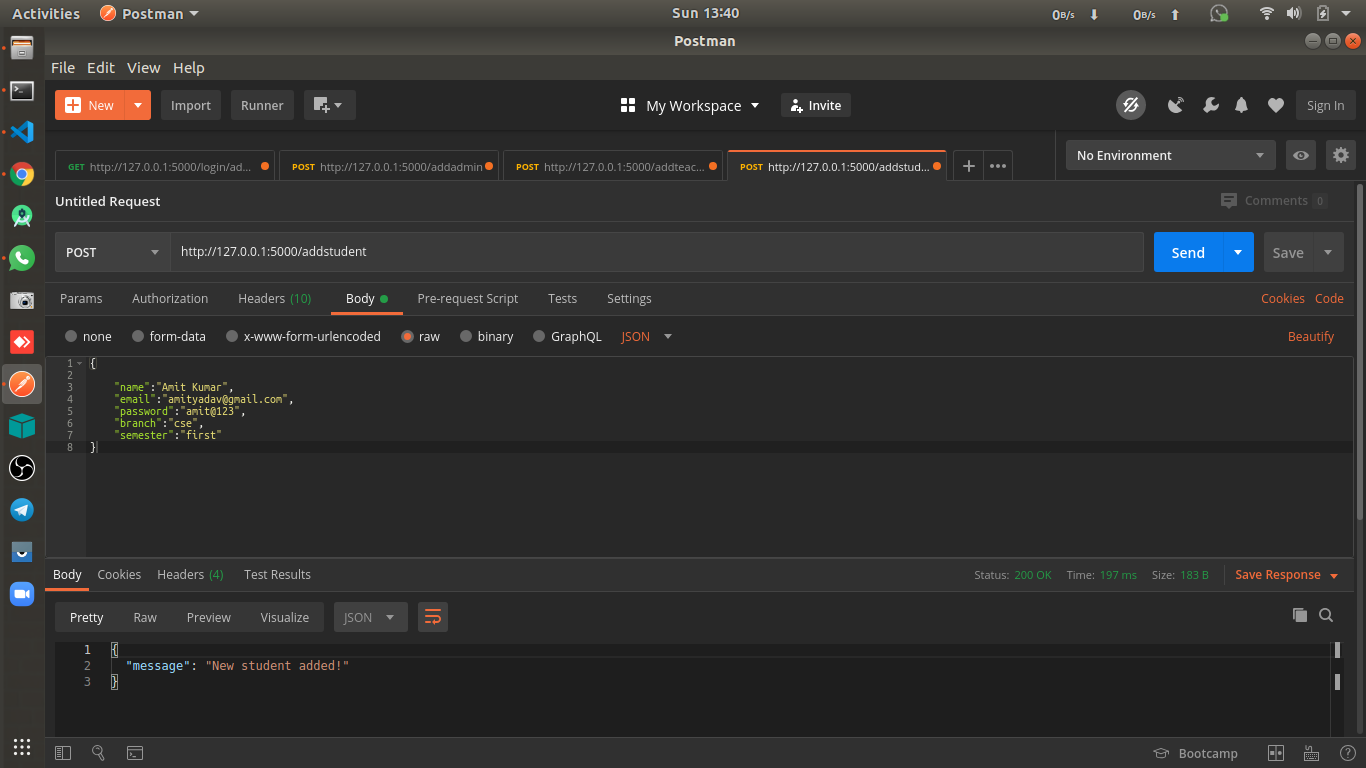 Activities Postman Sun 13:40 0B/s 0B/s
Postman
File Edit View Help
New Import Runner My Workspace Invite Sign In
GET http://127.0.0.1:5000/login/ad... POST http://127.0.0.1:5000/addadmin POST http://127.0.0.1:5000/addteac... POST http://127.0.0.1:5000/addstud... No Environment
Untitled Request Comments 0
POST http://127.0.0.1:5000/addstudent Send Save
Params Authorization Headers (10) Body Pre-request Script Tests Settings Cookies Code
none form-data x-www-form-urlencoded raw binary GraphQL JSON Beautify
1 {
2
3 "name":"Amit Kumar",
4 "email":"amityadav@gmail.com",
5 "password":"amit@123",
6 "branch":"cse",
7 "semester":"first"
8 }
Body Cookies Headers (4) Test Results Status: 200 OK Time: 197 ms Size: 183 B Save Response
Pretty Raw Preview Visualize JSON
1 {
2 "message": "New student added!"
3 }
Bootcamp